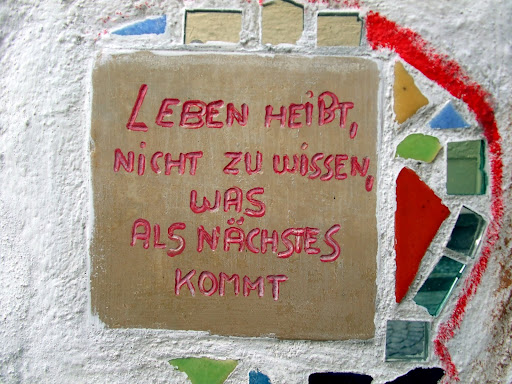 LEBEN HEIßT,
NICHT ZU WISSEN,
WAS
ALS NÄCHSTES
KOMMT